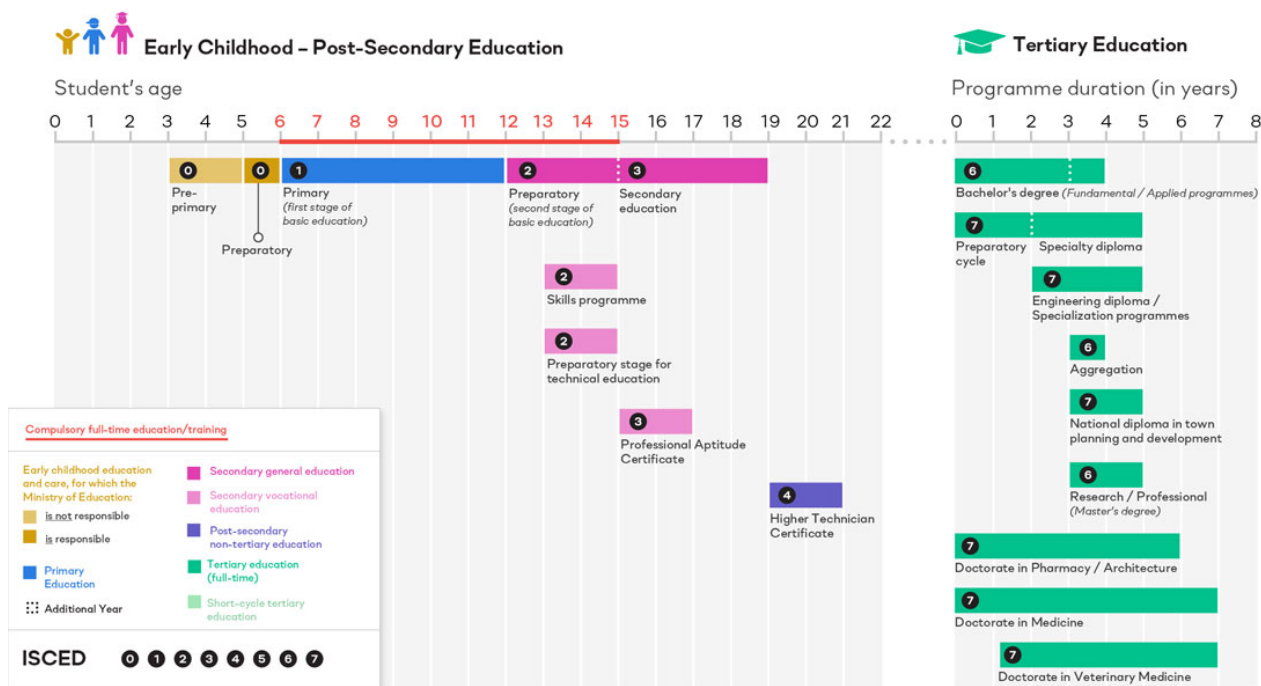 Early Childhood – Post-Secondary Education
Student's age
0 1 2 3 4 5 6 7 8 9 10 11 12 13 14 15 16 17 18 19 20 21 22
0
Pre-
primary
0
Preparatory
1
Primary
(first stage of
basic education)
2
Preparatory
(second stage of
basic education)
3
Secondary
education
2
Skills programme
2
Preparatory stage for
technical education
3
Professional Aptitude
Certificate
4
Higher Technician
Certificate
Tertiary Education
Programme duration (in years)
0 1 2 3 4 5 6 7 8
6
Bachelor's degree (Fundamental / Applied programmes)
7
Preparatory
cycle
Specialty diploma
7
Engineering diploma /
Specialization programmes
6
Aggregation
7
National diploma in town
planning and development
6
Research / Professional
(Master's degree)
7
Doctorate in Pharmacy / Architecture
7
Doctorate in Medicine
7
Doctorate in Veterinary Medicine
Compulsory full-time education/training
Early childhood education
and care, for which the
Ministry of Education:
is not responsible
is responsible
Primary
Education
Additional Year
Secondary general education
Secondary vocational
education
Post-secondary
non-tertiary education
Tertiary education
(full-time)
Short-cycle tertiary
education
ISCED 0 1 2 3 4 5 6 7